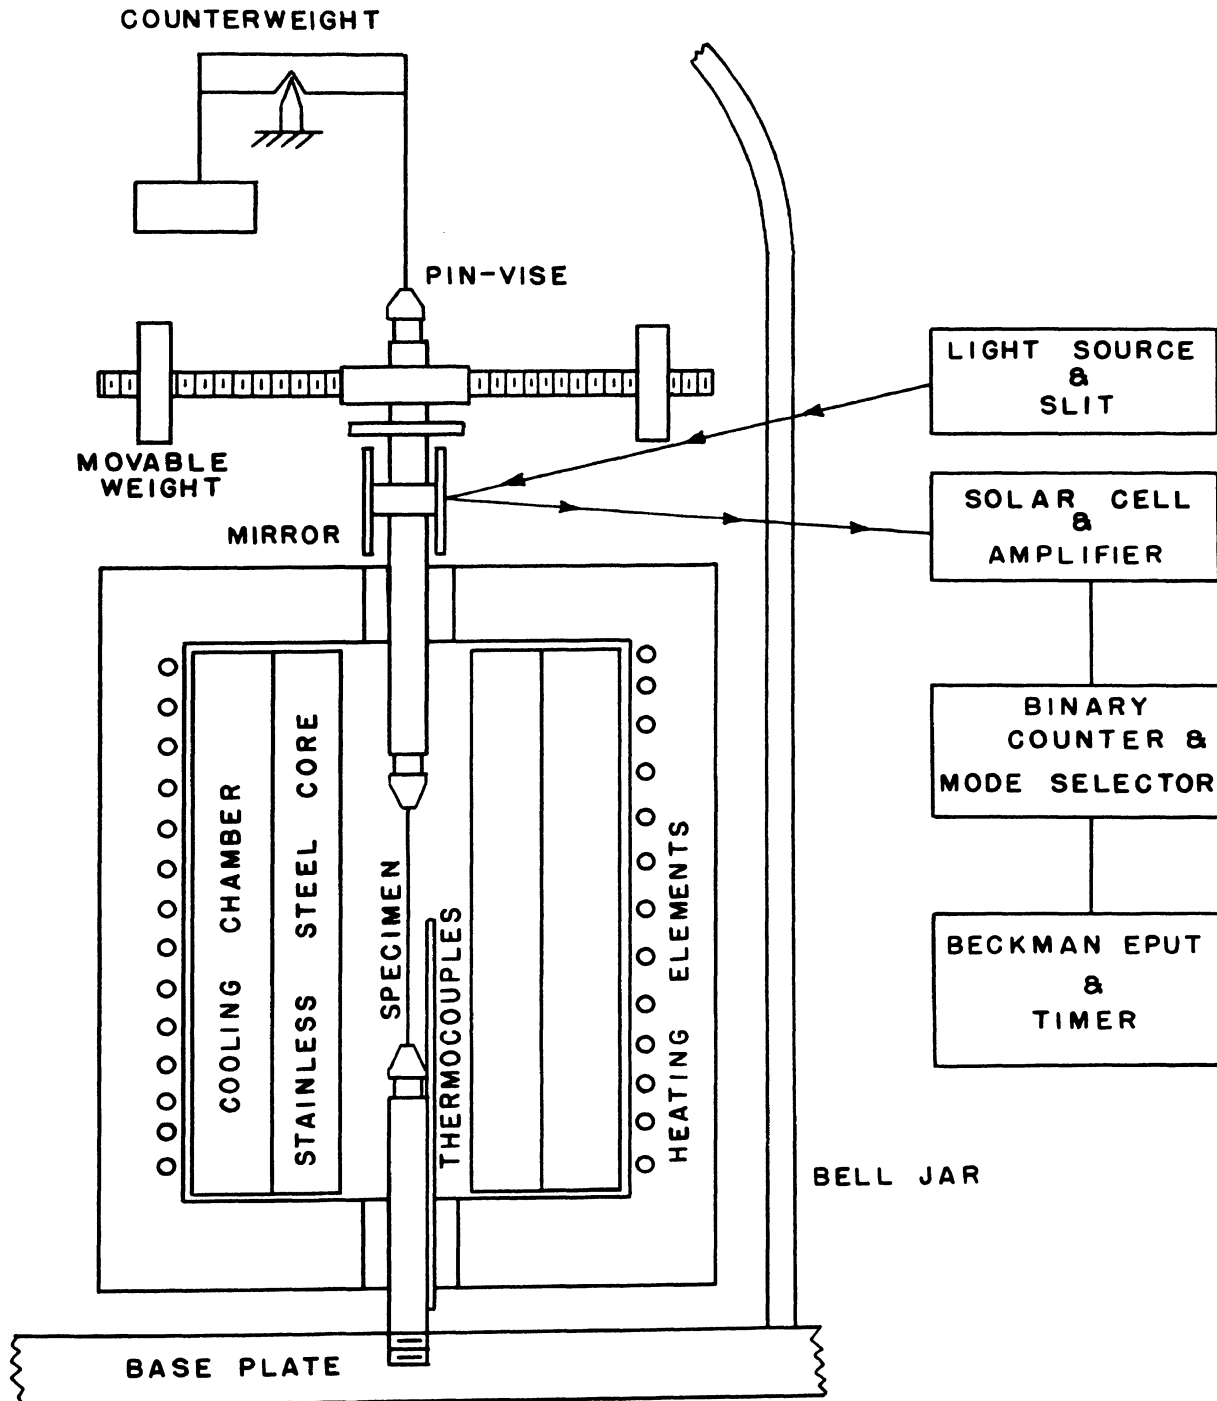 COUNTERWEIGHT
PIN-VISE
LIGHT SOURCE
&
SLIT
MOVABLE
WEIGHT
MIRROR
SOLAR CELL
&
AMPLIFIER
BINARY
COUNTER &
MODE SELECTOR
COOLING CHAMBER
STAINLESS STEEL CORE
SPECIMEN
THERMOCOUPLES
HEATING ELEMENTS
BECKMAN EPUT
&
TIMER
BELL JAR
BASE PLATE